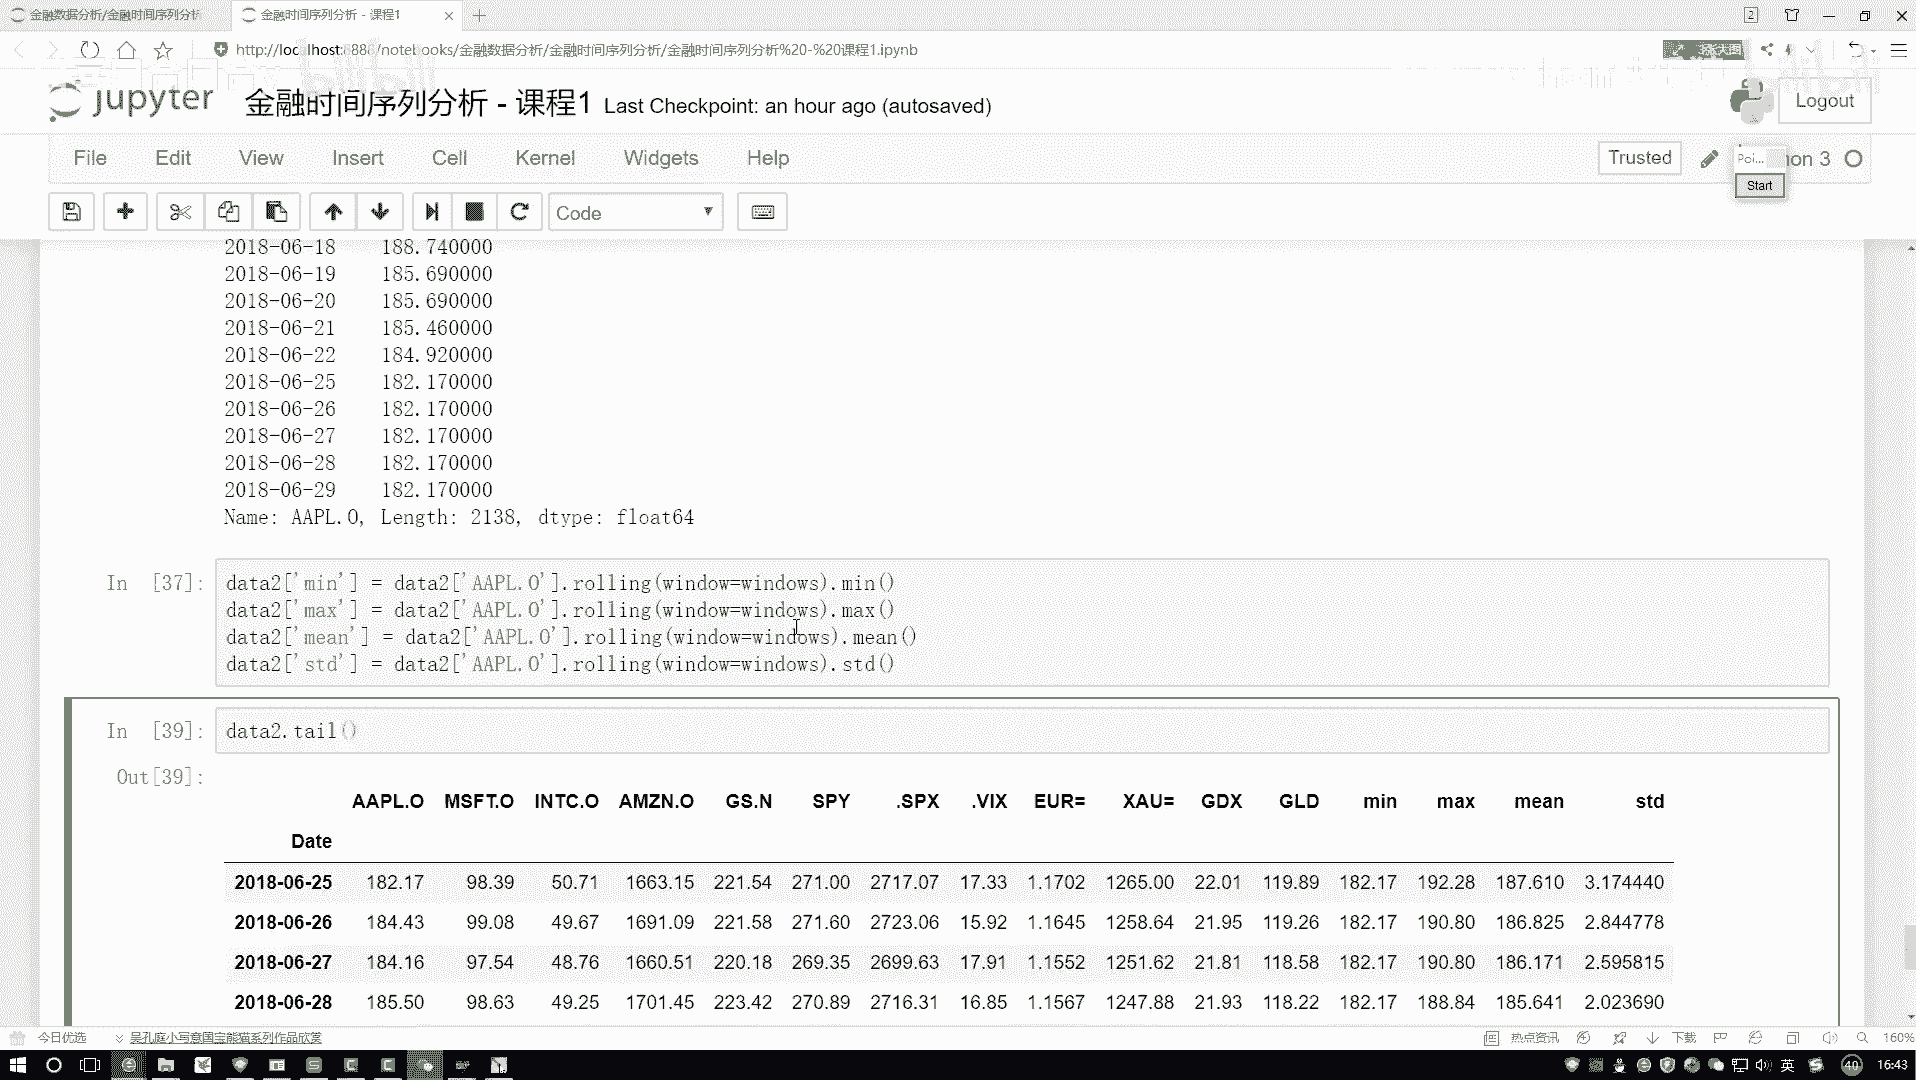 金融数据分析/金融时间序列分析
金融时间序列分析 - 课程1
2
http://localhost:8888/notebooks/金融数据分析/金融时间序列分析/金融时间序列分析%20-%20课程1.ipynb
jupyter
金融时间序列分析 - 课程1 Last Checkpoint: an hour ago (autosaved)
Logout
File Edit View Insert Cell Kernel Widgets Help
Trusted
Poi...
hon 3
Start
Code
2018-06-18 188.740000
2018-06-19 185.690000
2018-06-20 185.690000
2018-06-21 185.460000
2018-06-22 184.920000
2018-06-25 182.170000
2018-06-26 182.170000
2018-06-27 182.170000
2018-06-28 182.170000
2018-06-29 182.170000
Name: AAPL.O, Length: 2138, dtype: float64
In [37]:
data2['min'] = data2['AAPL.O'].rolling(window=windows).min()
data2['max'] = data2['AAPL.O'].rolling(window=windows).max()
data2['mean'] = data2['AAPL.O'].rolling(window=windows).mean()
data2['std'] = data2['AAPL.O'].rolling(window=windows).std()
In [39]:
data2.tail()
Out[39]:
AAPL.O MSFT.O INTC.O AMZN.O GS.N SPY .SPX .VIX EUR= XAU= GDX GLD min max mean std
Date
2018-06-25 182.17 98.39 50.71 1663.15 221.54 271.00 2717.07 17.33 1.1702 1265.00 22.01 119.89 182.17 192.28 187.610 3.174440
2018-06-26 184.43 99.08 49.67 1691.09 221.58 271.60 2723.06 15.92 1.1645 1258.64 21.95 119.26 182.17 190.80 186.825 2.844778
2018-06-27 184.16 97.54 48.76 1660.51 220.18 269.35 2699.63 17.91 1.1552 1251.62 21.81 118.58 182.17 190.80 186.171 2.595815
2018-06-28 185.50 98.63 49.25 1701.45 223.42 270.89 2716.31 16.85 1.1567 1247.88 21.93 118.22 182.17 188.84 185.641 2.023690
今日优选
吴孔庭小写意国宝能猫系列作品欣赏
热点资讯
下载
160%
英
40
16:43